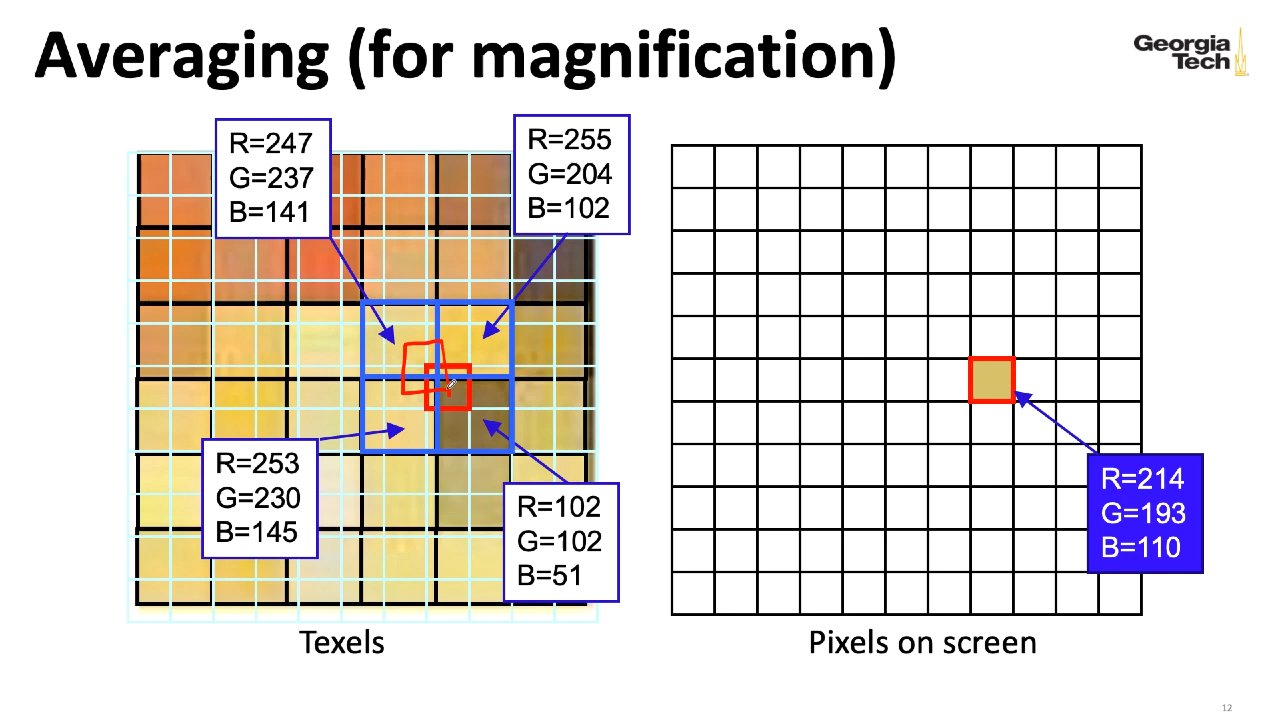 Averaging (for magnification)
Georgia
Tech
R=247
G=237
B=141
R=255
G=204
B=102
R=253
G=230
B=145
R=102
G=102
B=51
R=214
G=193
B=110
Texels
Pixels on screen
12